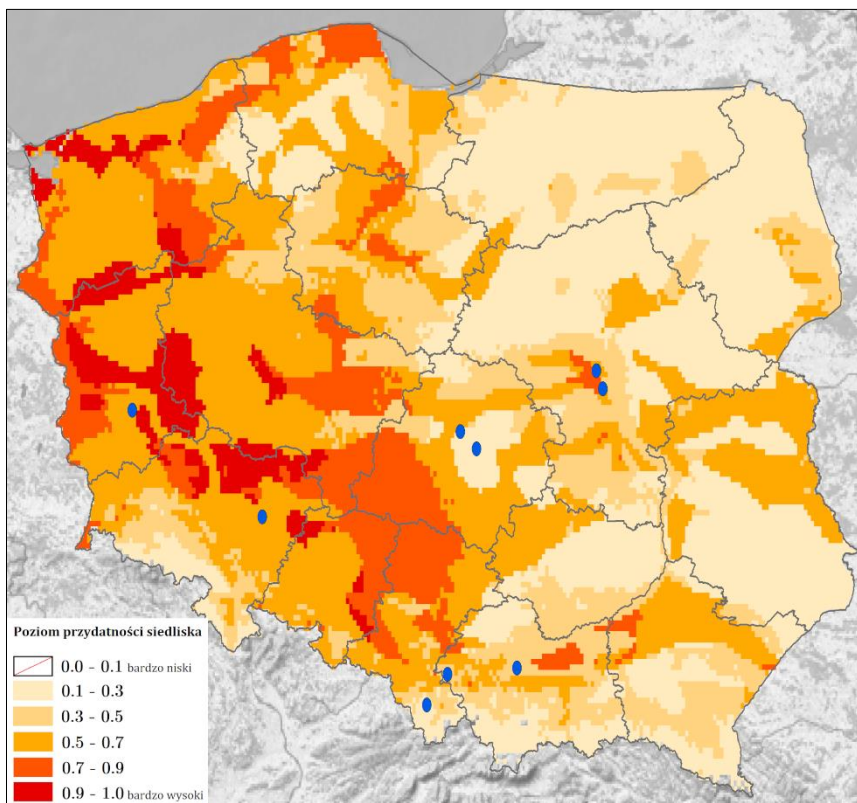 Poziom przydatności siedliska
0.0 - 0.1 bardzo niski
0.1 - 0.3
0.3 - 0.5
0.5 - 0.7
0.7 - 0.9
0.9 - 1.0 bardzo wysoki